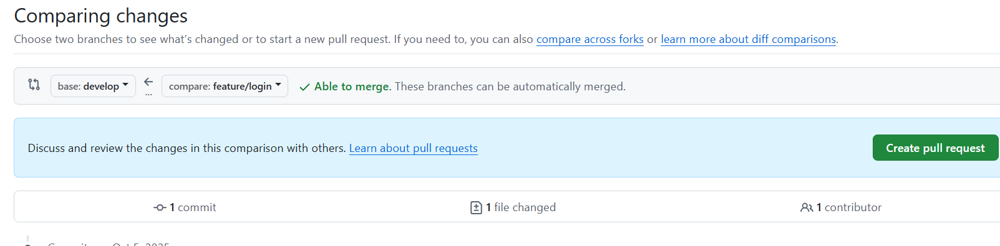 Comparing changes
Choose two branches to see what’s changed or to start a new pull request. If you need to, you can also compare across forks or learn more about diff comparisons.
base: develop ... compare: feature/login Able to merge. These branches can be automatically merged.
Discuss and review the changes in this comparison with others. Learn about pull requests Create pull request
1 commit 1 file changed 1 contributor